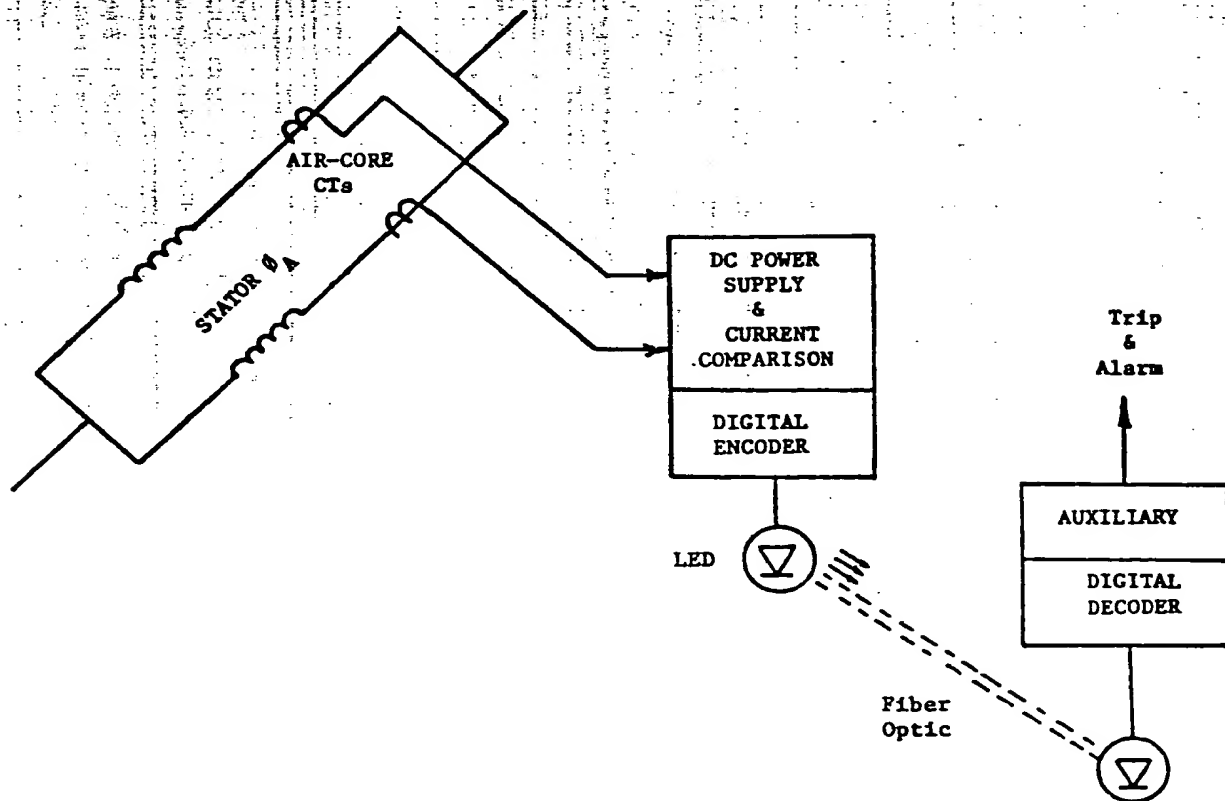 AIR-CORE
CTs
STATOR Ø A
DC POWER
SUPPLY
&
CURRENT
COMPARISON
DIGITAL
ENCODER
LED
Fiber
Optic
Trip
&
Alarm
AUXILIARY
DIGITAL
DECODER